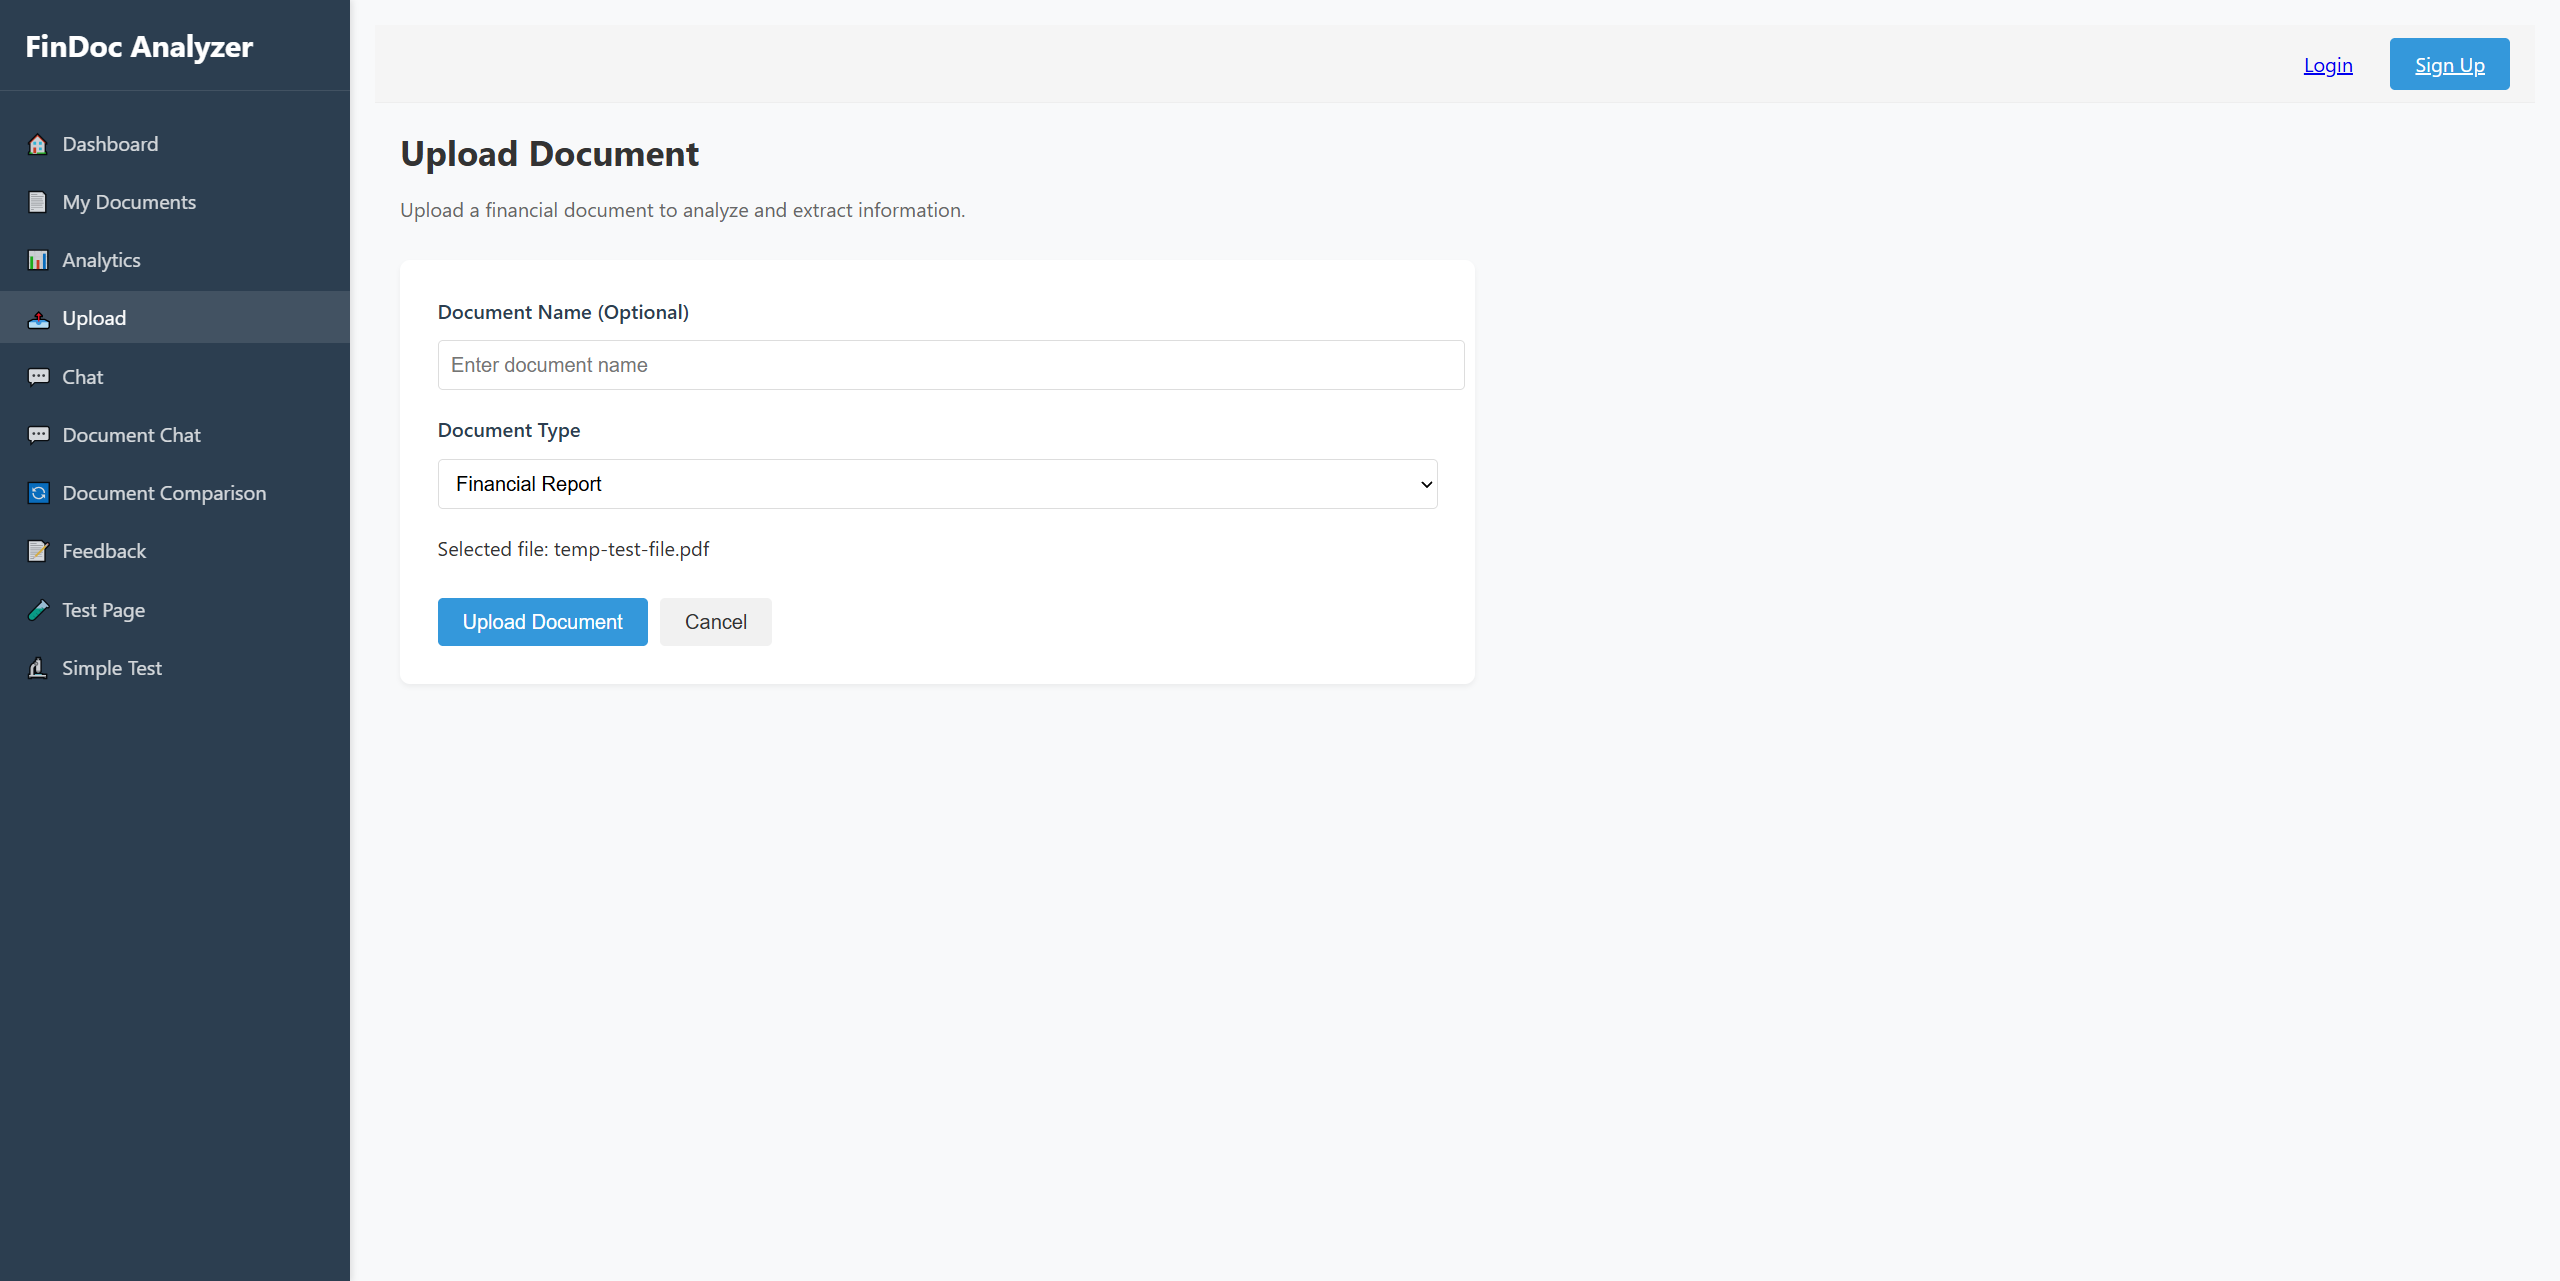 FinDoc Analyzer
Dashboard
My Documents
Analytics
Upload
Chat
Document Chat
Document Comparison
Feedback
Test Page
Simple Test
Login
Sign Up
Upload Document
Upload a financial document to analyze and extract information.
Document Name (Optional)
Enter document name
Document Type
Financial Report
Selected file: temp-test-file.pdf
Upload Document
Cancel